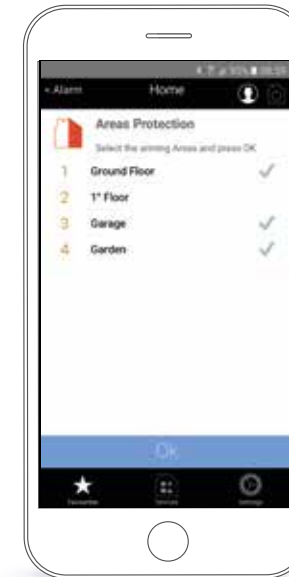 < Alarm Home
Areas Protection
Select the arming Areas and press OK
1 Ground Floor
2 1° Floor
3 Garage
4 Garden
Ok
Favourites
Settings